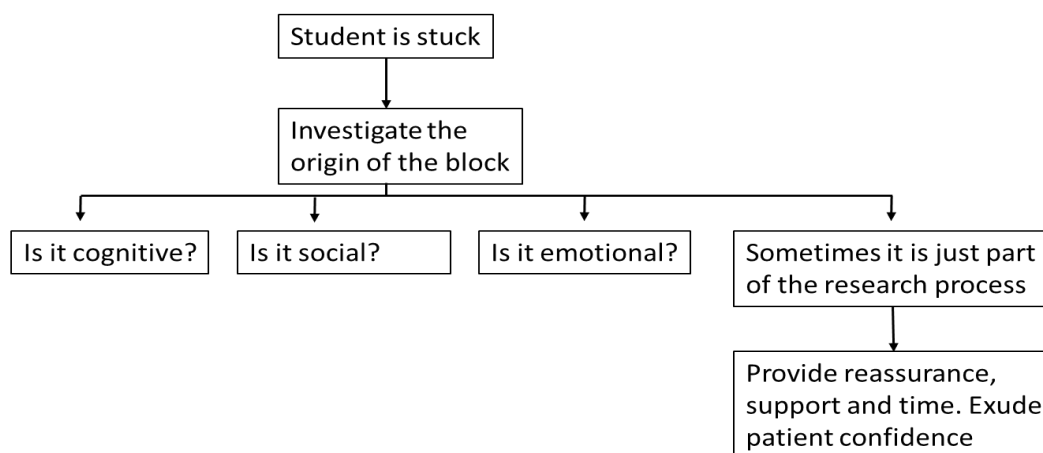 Student is stuck
Investigate the
origin of the block
Is it cognitive?
Is it social?
Is it emotional?
Sometimes it is just part
of the research process
Provide reassurance,
support and time. Exude
patient confidence